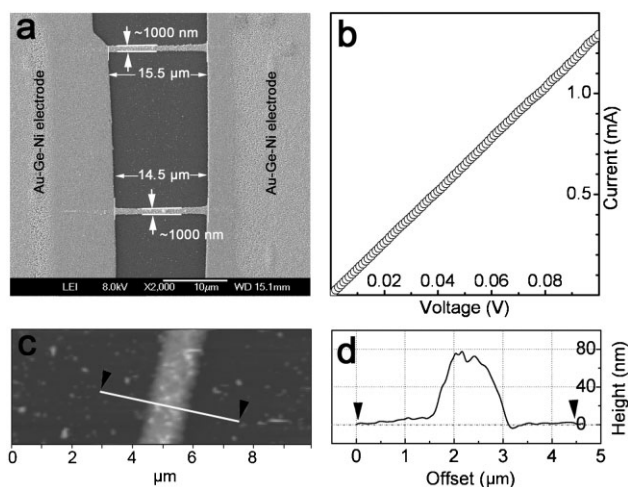 a
~1000 nm
15.5 µm
14.5 µm
~1000 nm
Au-Ge-Ni electrode
Au-Ge-Ni electrode
LEI 8.0kV X2,000 10µm WD 15.1mm
b
1.0
0.5
Current (mA)
0.02 0.04 0.06 0.08
Voltage (V)
c
0 2 4 6 8 10
µm
d
80
40
0
Height (nm)
0 1 2 3 4 5
Offset (µm)